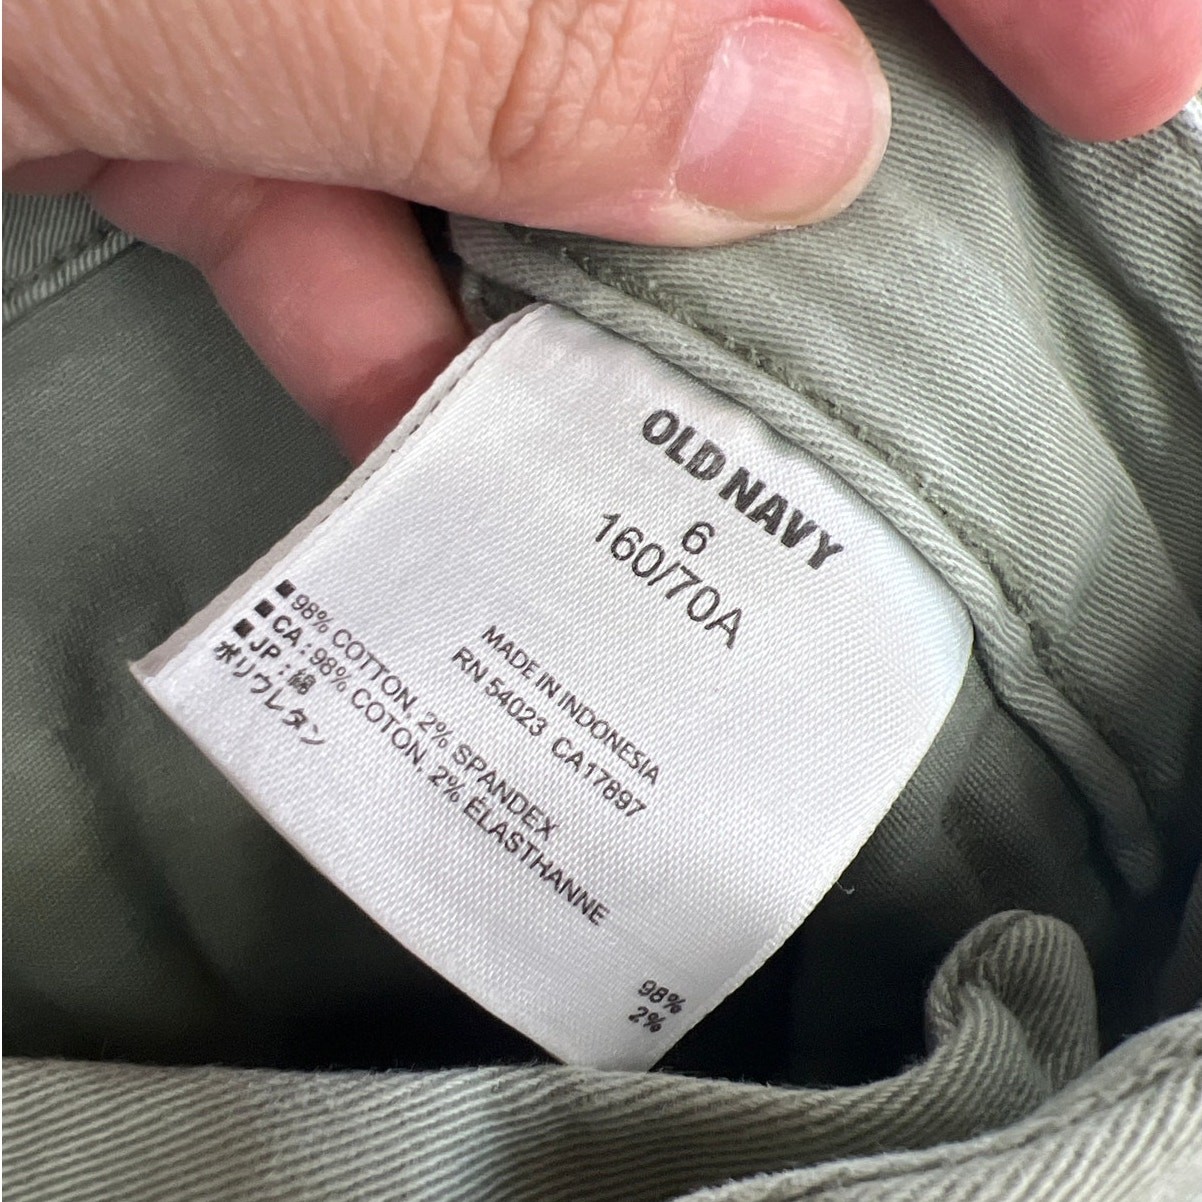 OLD NAVY
6
160/70A
MADE IN INDONESIA
RN 54023 CA17897
■ 98% COTTON, 2% SPANDEX
■ CA : 98% COTON, 2% ÉLASTHANNE
■ JP : 綿 98%
ポリウレタン 2%